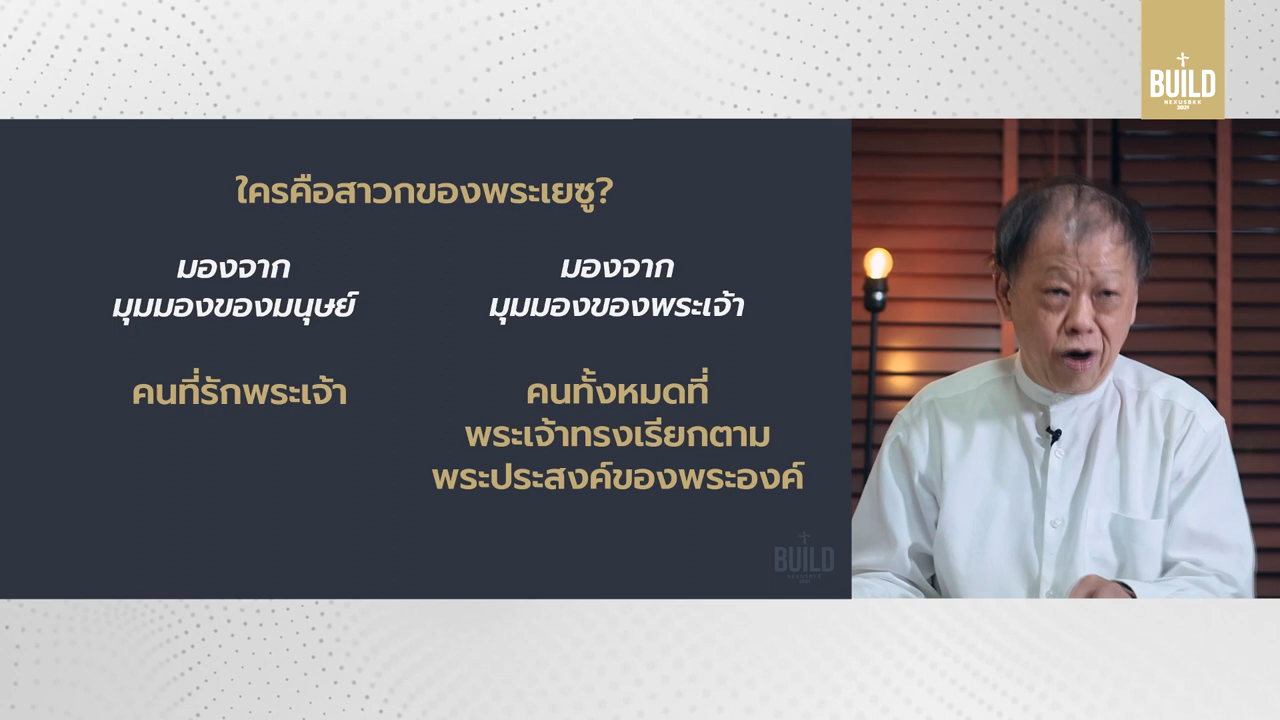 BUILD
NEXUSBKK
2021
ใครคือสาวกของพระเยซู?
มองจาก
มุมมองของมนุษย์
คนที่รักพระเจ้า
มองจาก
มุมมองของพระเจ้า
คนทั้งหมดที่
พระเจ้าทรงเรียกตาม
พระประสงค์ของพระองค์
BUILD
NEXUSBKK
2021